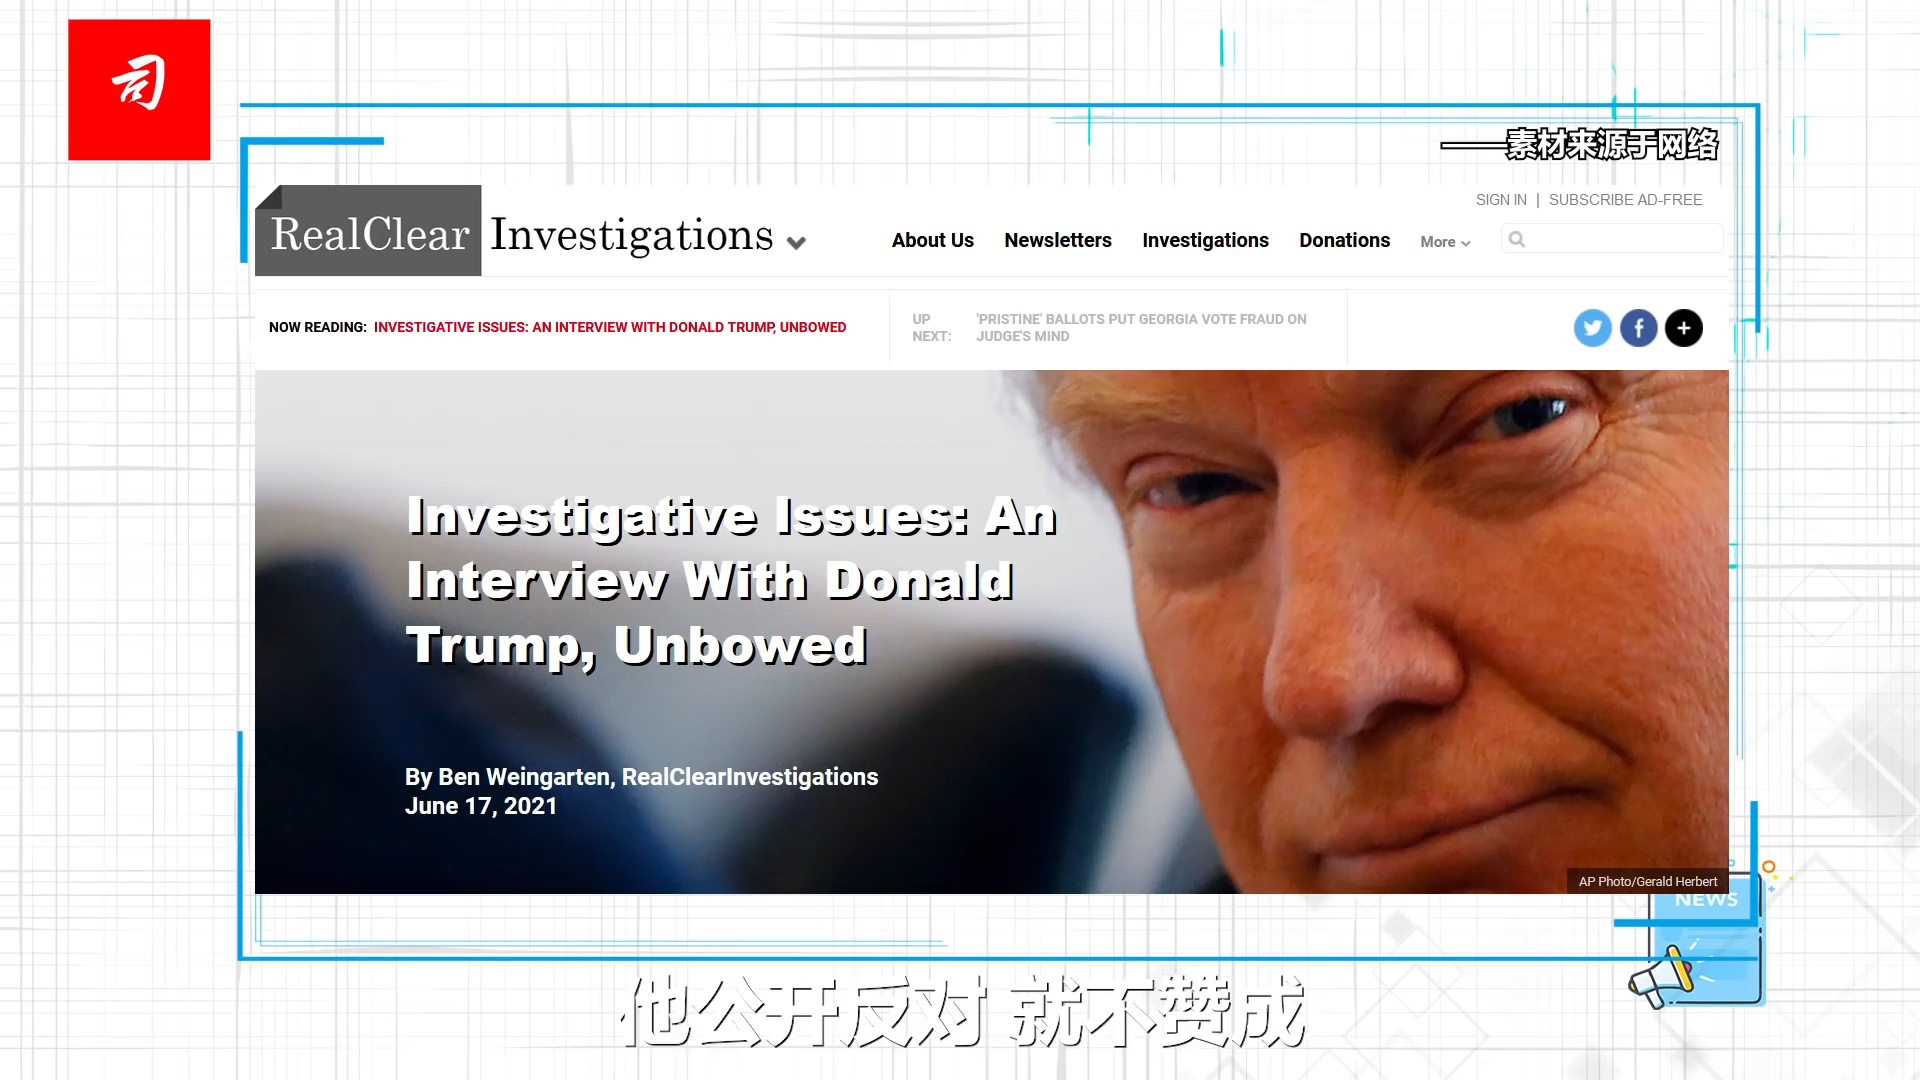 司
——素材来源于网络
SIGN IN | SUBSCRIBE AD-FREE
RealClear Investigations
About Us Newsletters Investigations Donations More
NOW READING: INVESTIGATIVE ISSUES: AN INTERVIEW WITH DONALD TRUMP, UNBOWED
UP NEXT: 'PRISTINE' BALLOTS PUT GEORGIA VOTE FRAUD ON
JUDGE'S MIND
Investigative Issues: An
Interview With Donald
Trump, Unbowed
By Ben Weingarten, RealClearInvestigations
June 17, 2021
AP Photo/Gerald Herbert
NEWS
他公开反对 就不赞成